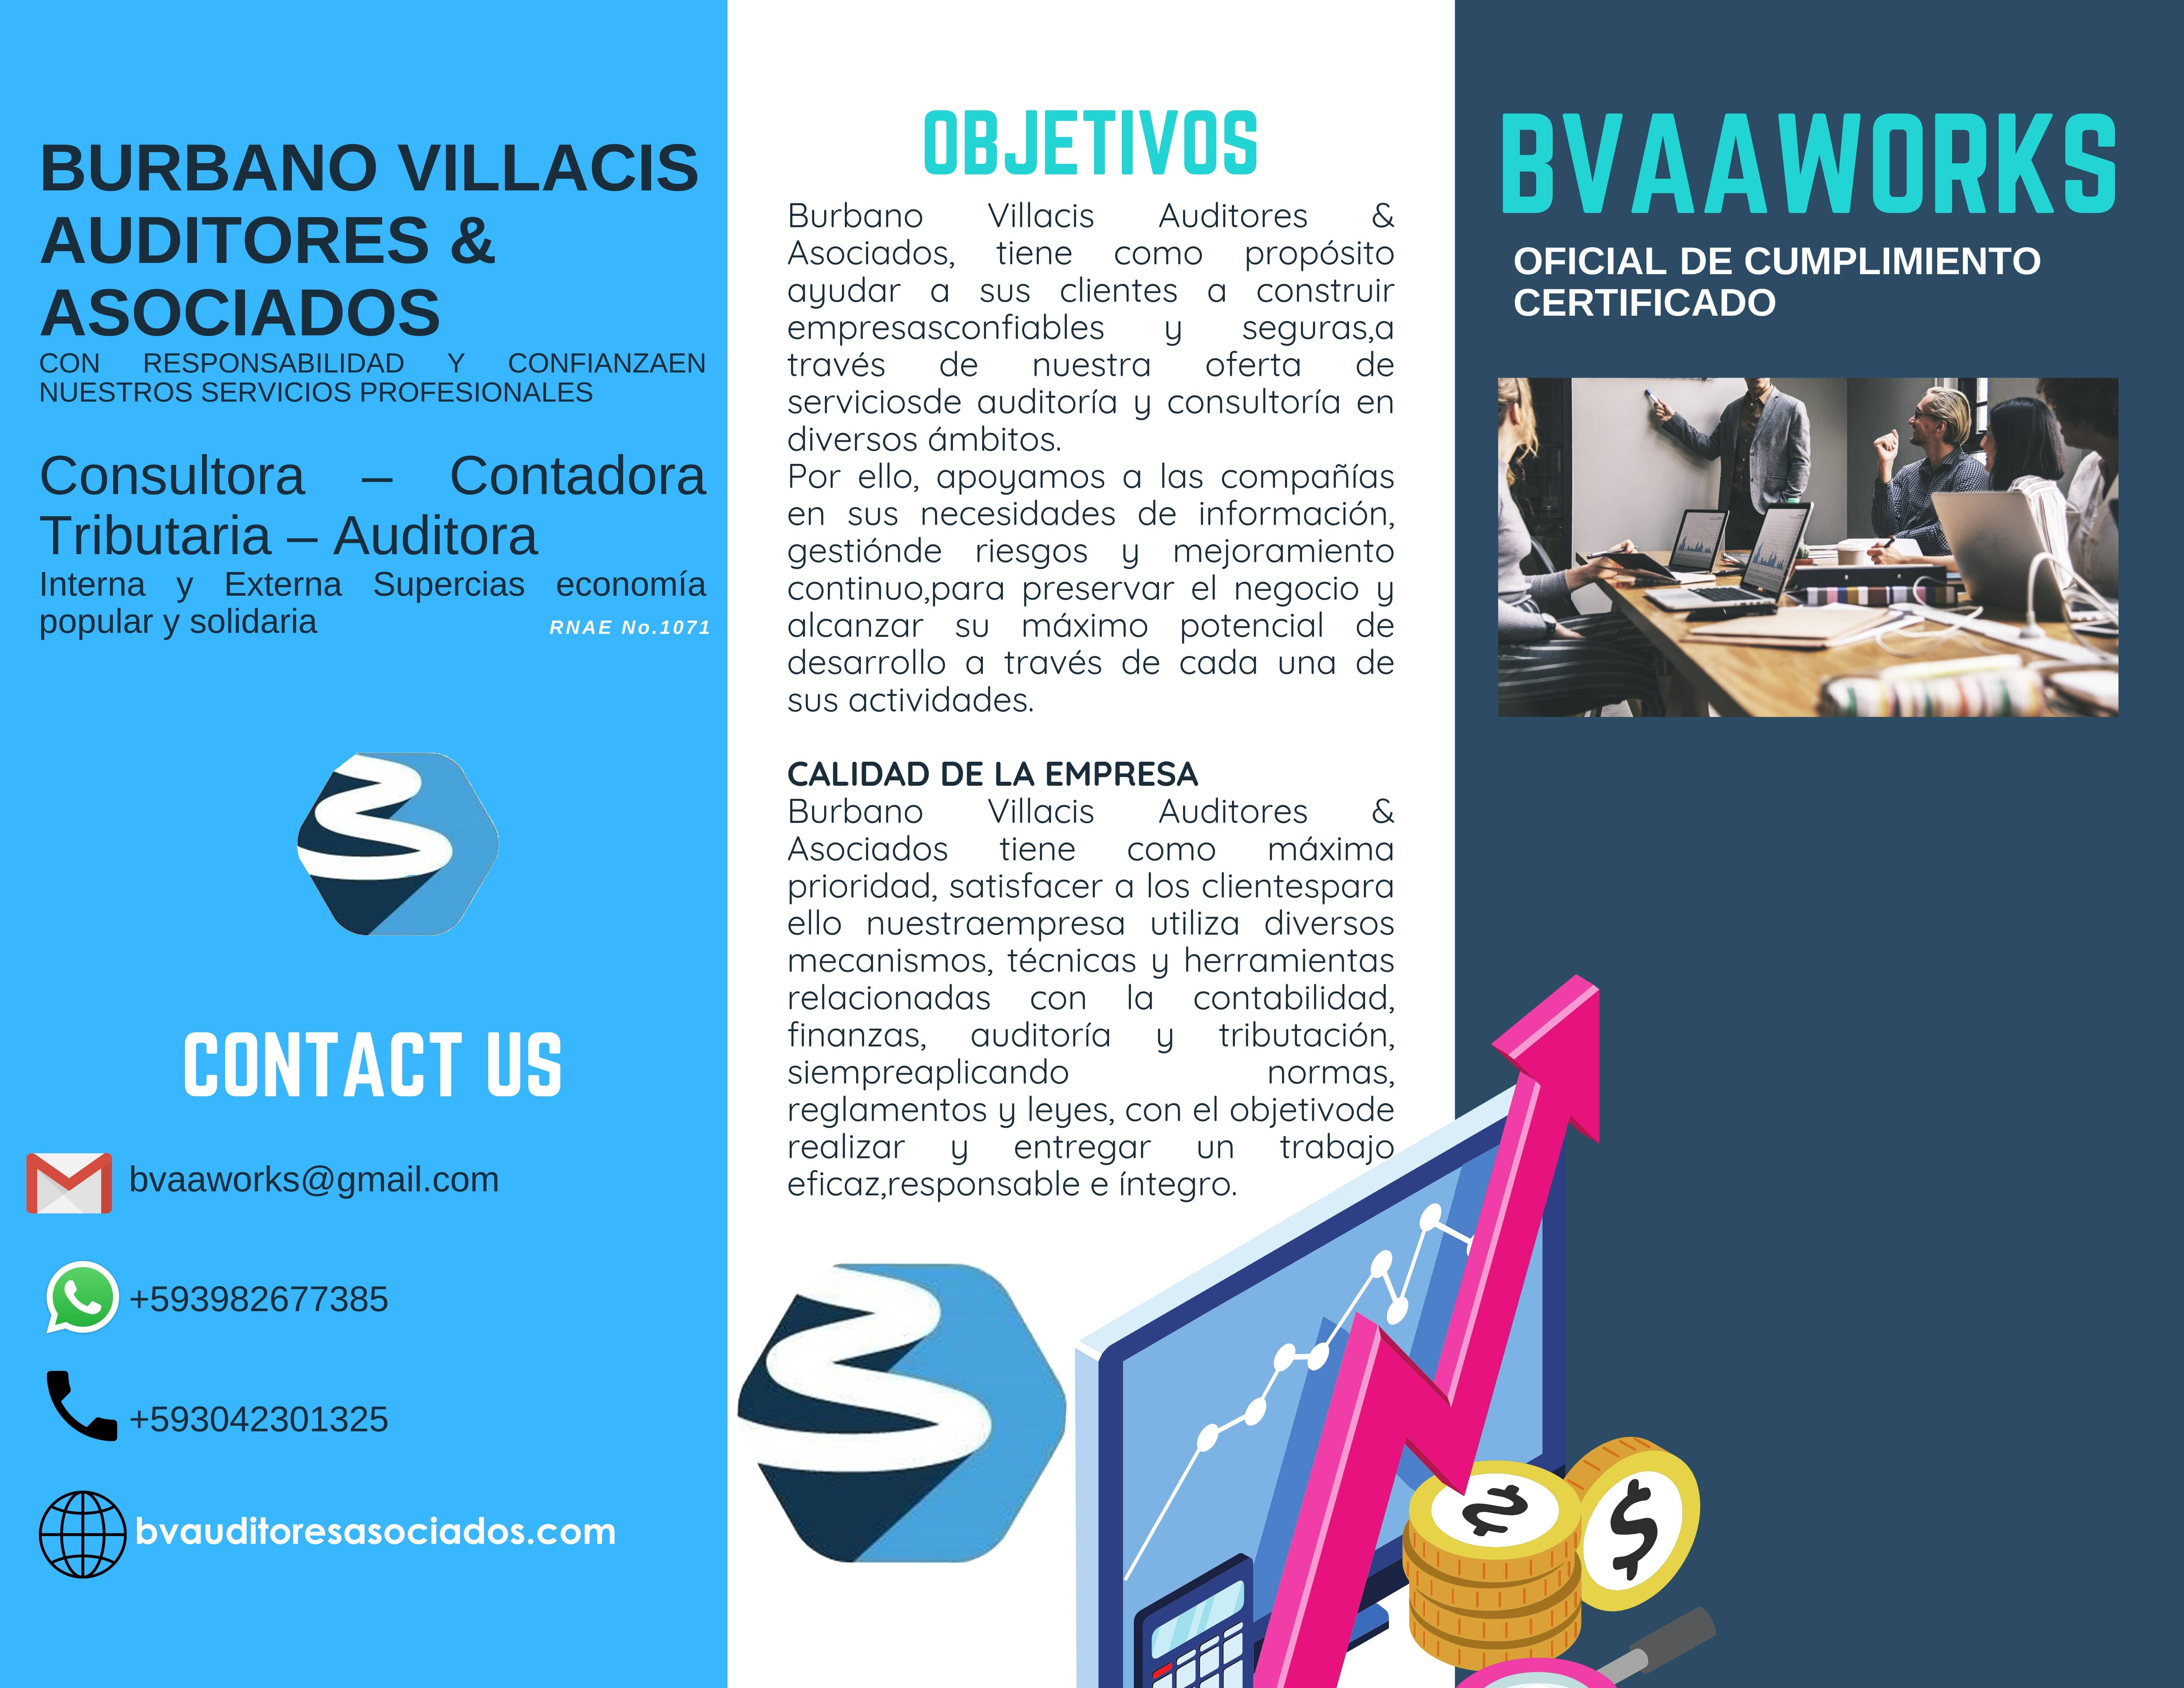 BURBANO VILLACIS
AUDITORES &
ASOCIADOS
CON RESPONSABILIDAD Y CONFIANZAEN
NUESTROS SERVICIOS PROFESIONALES
Consultora – Contadora
Tributaria – Auditora
Interna y Externa Supercias economía
popular y solidaria
RNAE No.1071
CONTACT US
bvaaworks@gmail.com
+593982677385
+593042301325
bvauditoresasociados.com
OBJETIVOS
Burbano Villacis Auditores &
Asociados, tiene como propósito
ayudar a sus clientes a construir
empresasconfiables y seguras,a
través de nuestra oferta de
serviciosde auditoría y consultoría en
diversos ámbitos.
Por ello, apoyamos a las compañías
en sus necesidades de información,
gestiónde riesgos y mejoramiento
continuo,para preservar el negocio y
alcanzar su máximo potencial de
desarrollo a través de cada una de
sus actividades.
CALIDAD DE LA EMPRESA
Burbano Villacis Auditores &
Asociados tiene como máxima
prioridad, satisfacer a los clientespara
ello nuestraempresa utiliza diversos
mecanismos, técnicas y herramientas
relacionadas con la contabilidad,
finanzas, auditoría y tributación,
siempreaplicando normas,
reglamentos y leyes, con el objetivode
realizar y entregar un trabajo
eficaz,responsable e íntegro.
BVAAWORKS
OFICIAL DE CUMPLIMIENTO
CERTIFICADO
$
$